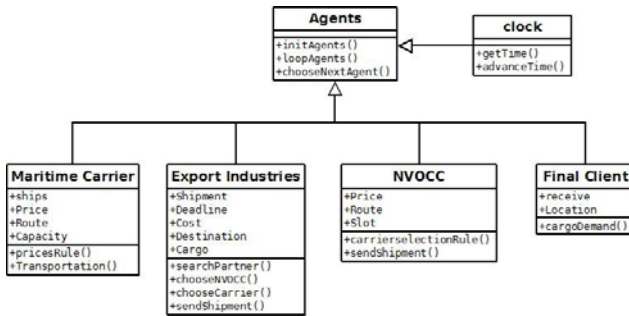 Agents
+initAgents()
+loopAgents()
+chooseNextAgent()
clock
+getTime()
+advanceTime()
Maritime Carrier
+ships
+Price
+Route
+Capacity
+pricesRule()
+Transportation()
Export Industries
+Shipment
+Deadline
+Cost
+Destination
+Cargo
+searchPartner()
+chooseNVOCC()
+chooseCarrier()
+sendShipment()
NVOCC
+Price
+Route
+Slot
+carrierselectionRule()
+sendShipment()
Final Client
+receive
+Location
+cargoDemand()